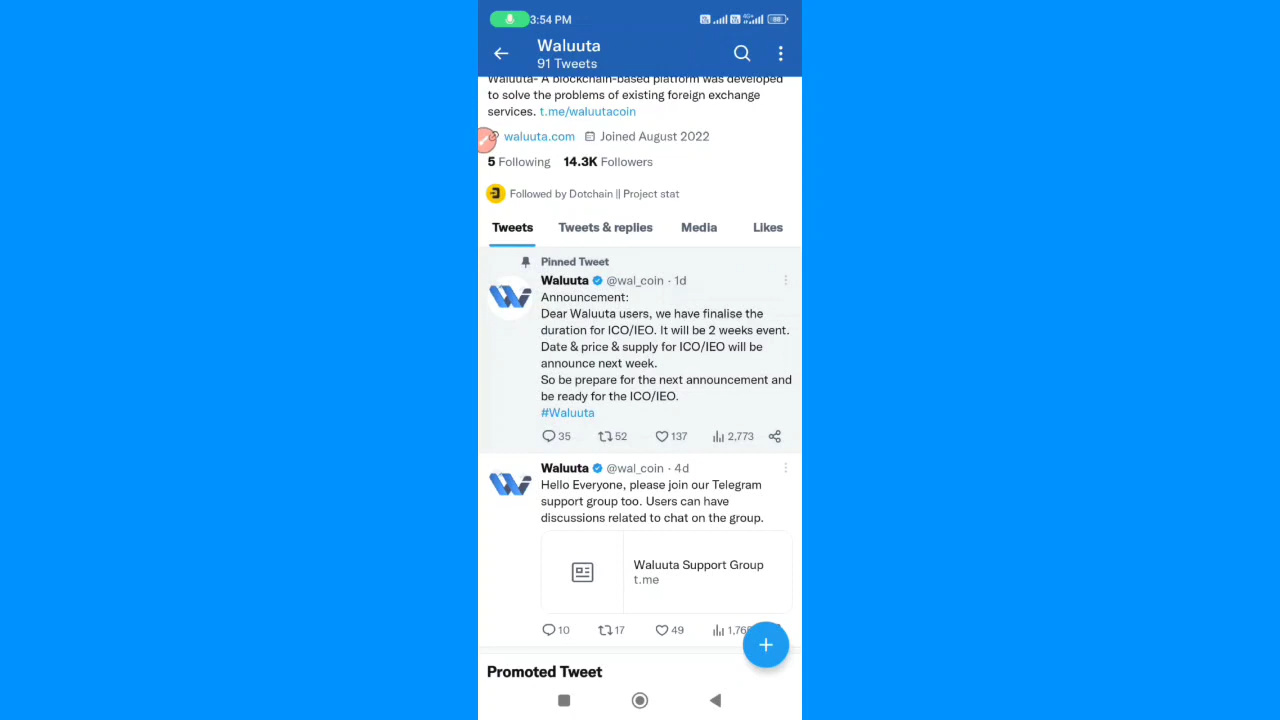 3:54 PM
88
Waluuta
91 Tweets
Waluuta- A blockchain-based platform was developed
to solve the problems of existing foreign exchange
services. t.me/waluutacoin
waluuta.com Joined August 2022
5 Following 14.3K Followers
Followed by Dotchain || Project stat
Tweets Tweets & replies Media Likes
Pinned Tweet
Waluuta @wal_coin · 1d
Announcement:
Dear Waluuta users, we have finalise the
duration for ICO/IEO. It will be 2 weeks event.
Date & price & supply for ICO/IEO will be
announce next week.
So be prepare for the next announcement and
be ready for the ICO/IEO.
#Waluuta
35 52 137 2,773
Waluuta @wal_coin · 4d
Hello Everyone, please join our Telegram
support group too. Users can have
discussions related to chat on the group.
Waluuta Support Group
t.me
10 17 49
Promoted Tweet